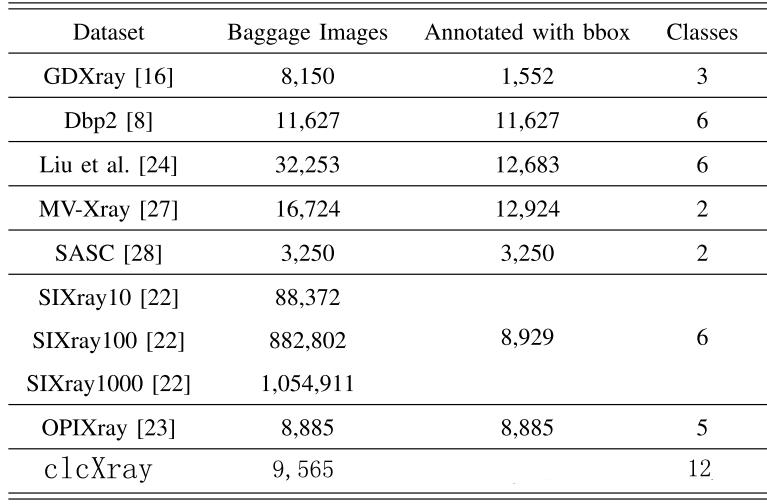 Dataset Baggage Images Annotated with bbox Classes
GDXray [16] 8,150 1,552 3
Dbp2 [8] 11,627 11,627 6
Liu et al. [24] 32,253 12,683 6
MV-Xray [27] 16,724 12,924 2
SASC [28] 3,250 3,250 2
SIXray10 [22] 88,372
SIXray100 [22] 882,802 8,929 6
SIXray1000 [22] 1,054,911
OPIXray [23] 8,885 8,885 5
clcXray 9,565 12